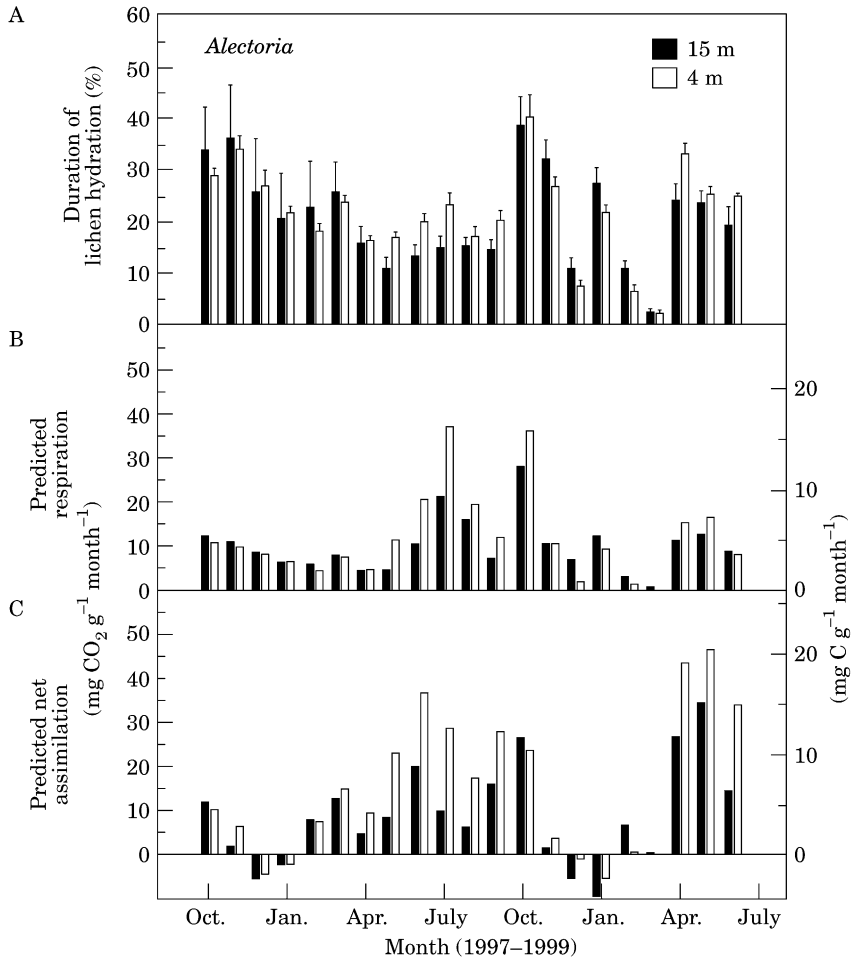 A
60
50
40
30
20
10
0
Duration of
lichen hydration (%)
Alectoria
15 m
4 m
B
50
40
30
20
10
0
Predicted
respiration
20
10
0
C
50
40
30
20
10
0
Predicted net
assimilation
(mg CO₂ g⁻¹ month⁻¹)
20
10
0
(mg C g⁻¹ month⁻¹)
Oct. Jan. Apr. July Oct. Jan. Apr. July
Month (1997–1999)